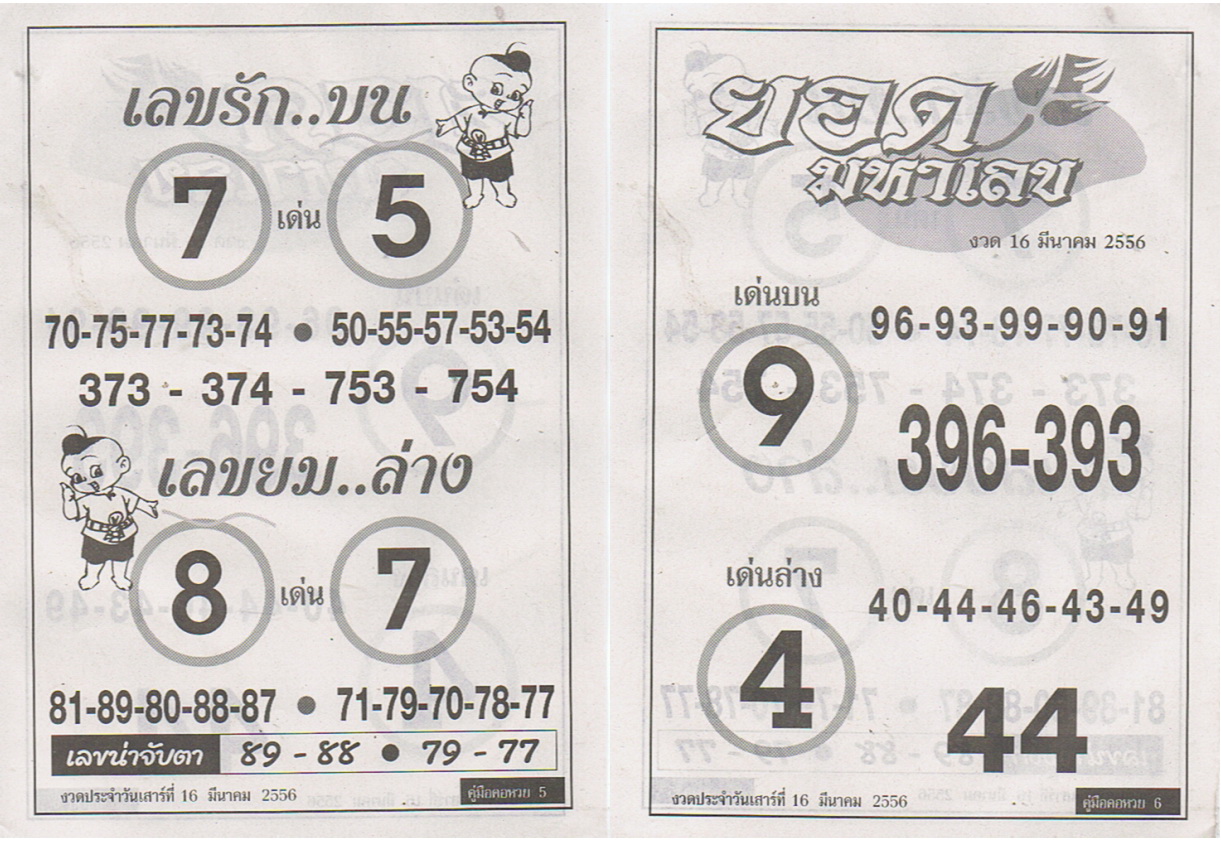 เลขรัก..บน
7 เด่น 5
70-75-77-73-74 ● 50-55-57-53-54
373 - 374 - 753 - 754
เลขยม..ล่าง
8 เด่น 7
81-89-80-88-87 ● 71-79-70-78-77
เลขน่าจับตา 89 - 88 ● 79 - 77
งวดประจำวันเสาร์ที่ 16 มีนาคม 2556
คู่มือคอหวย 5
ยอด
มหาเลข
งวด 16 มีนาคม 2556
เด่นบน
96-93-99-90-91
9
396-393
เด่นล่าง
40-44-46-43-49
4
44
งวดประจำวันเสาร์ที่ 16 มีนาคม 2556
คู่มือคอหวย 6